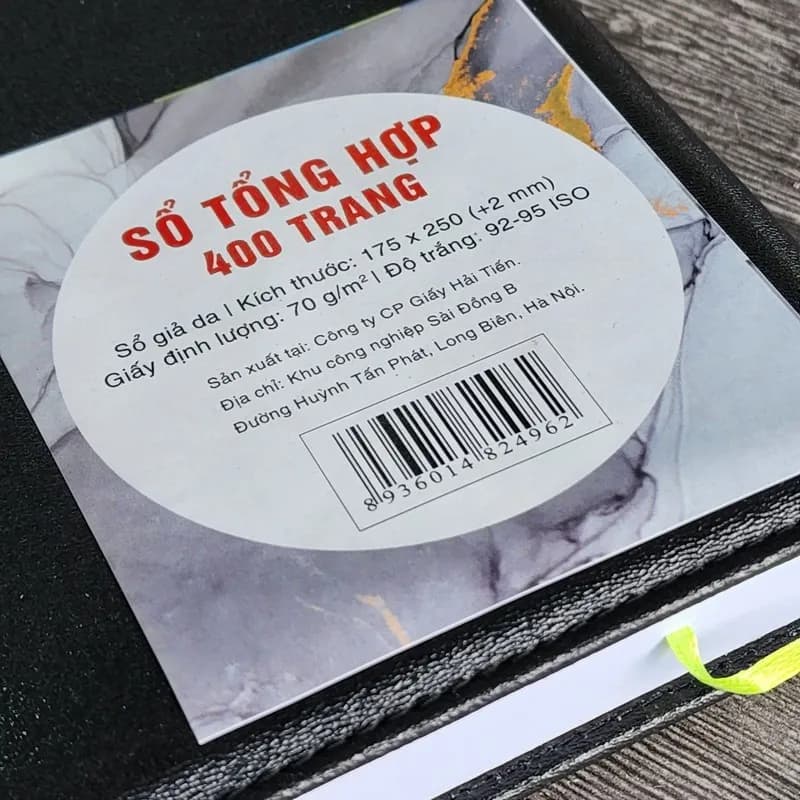 SỔ TỔNG HỢP
400 TRANG
Sổ giả da | Kích thước: 175 x 250 (+2 mm)
Giấy định lượng: 70 g/m² | Độ trắng: 92-95 ISO
Sản xuất tại: Công ty CP Giấy Hải Tiến.
Địa chỉ: Khu công nghiệp Sài Đồng B
Đường Huỳnh Tấn Phát, Long Biên, Hà Nội.
8936014824962